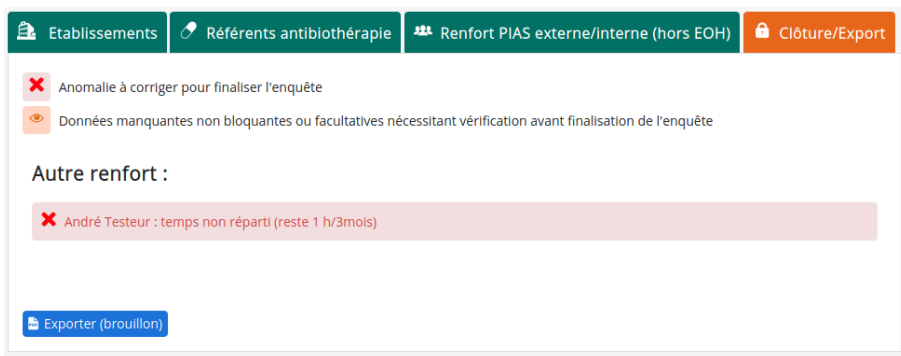 Etablissements
Référents antibiothérapie
Renfort PIAS externe/interne (hors EOH)
Clôture/Export
Anomalie à corriger pour finaliser l'enquête
Données manquantes non bloquantes ou facultatives nécessitant vérification avant finalisation de l'enquête
Autre renfort :
André Testeur : temps non réparti (reste 1 h/3mois)
Exporter (brouillon)